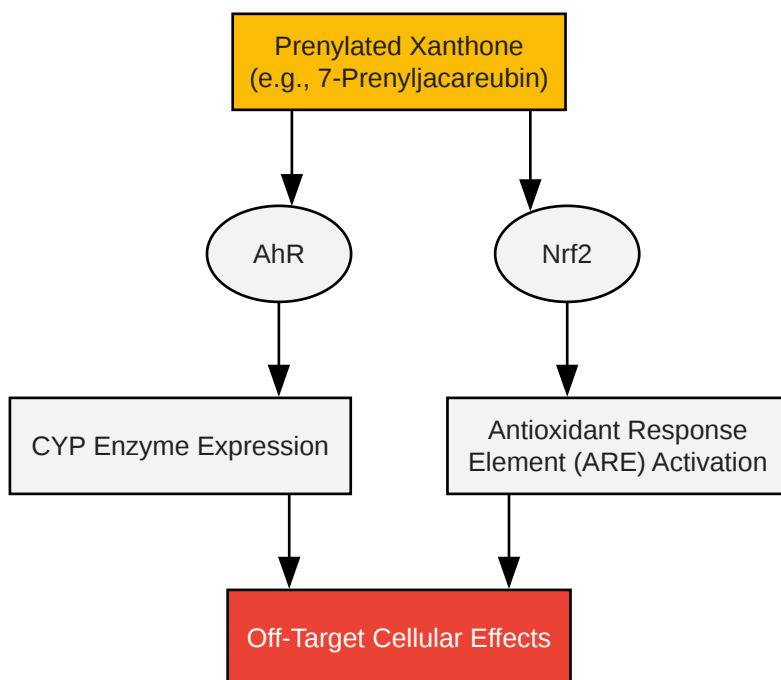 Prenylated Xanthone
(e.g., 7-Prenyljacareubin)
AhR
Nrf2
CYP Enzyme Expression
Antioxidant Response
Element (ARE) Activation
Off-Target Cellular Effects